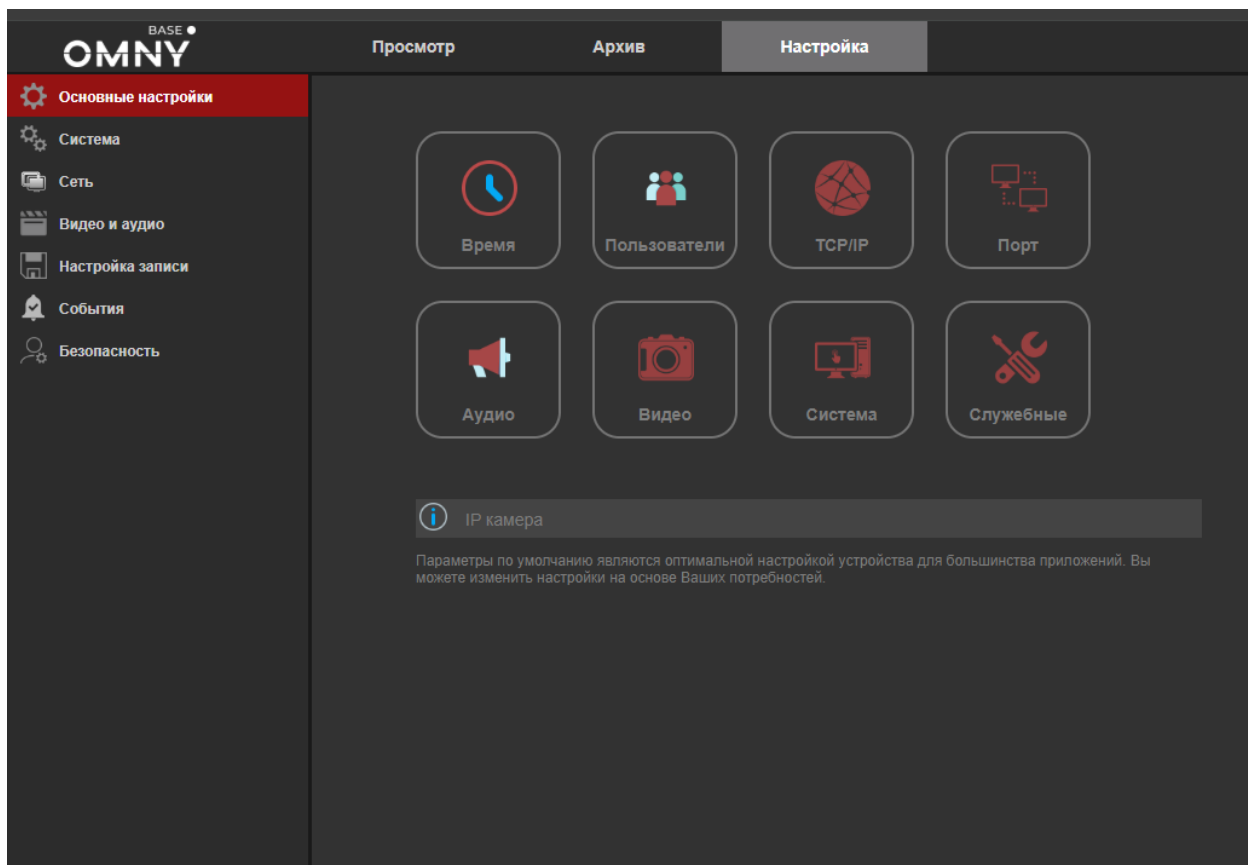 BASE
OMNY
Просмотр
Архив
Настройка
Основные настройки
Система
Сеть
Видео и аудио
Настройка записи
События
Безопасность
Время
Пользователи
TCP/IP
Порт
Аудио
Видео
Система
Служебные
IP камера
Параметры по умолчанию являются оптимальной настройкой устройства для большинства приложений. Вы
можете изменить настройки на основе Ваших потребностей.